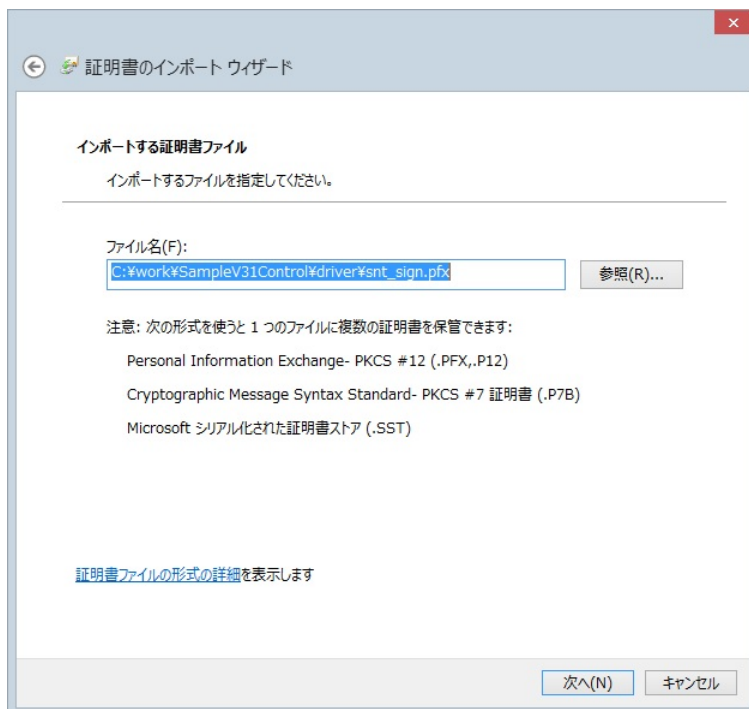 証明書のインポート ウィザード
インポートする証明書ファイル
インポートするファイルを指定してください。
ファイル名(F):
C:¥work¥SampleV31Control¥driver¥snt_sign.pfx
参照(R)...
注意: 次の形式を使うと 1 つのファイルに複数の証明書を保管できます:
Personal Information Exchange- PKCS #12 (.PFX,.P12)
Cryptographic Message Syntax Standard- PKCS #7 証明書 (.P7B)
Microsoft シリアル化された証明書ストア (.SST)
証明書ファイルの形式の詳細を表示します
次へ(N)
キャンセル